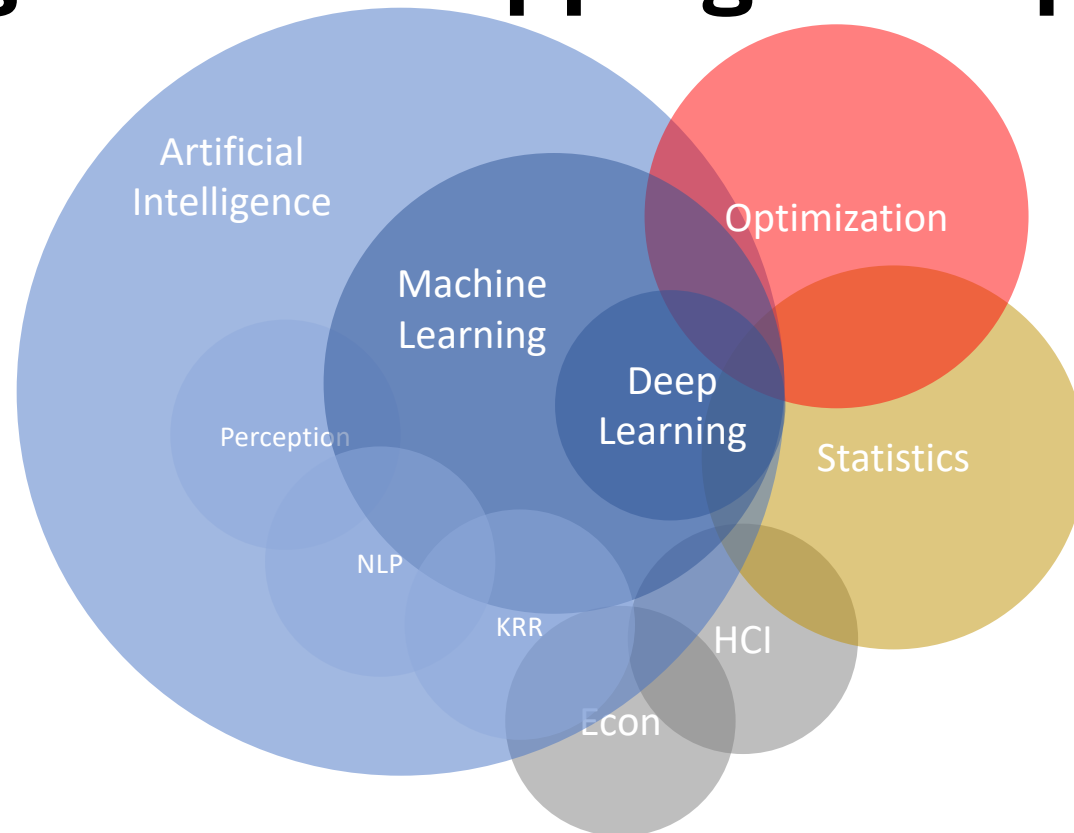 Artificial
Intelligence
Optimization
Machine
Learning
Deep
Learning
Perception
Statistics
NLP
KRR
HCI
Econ